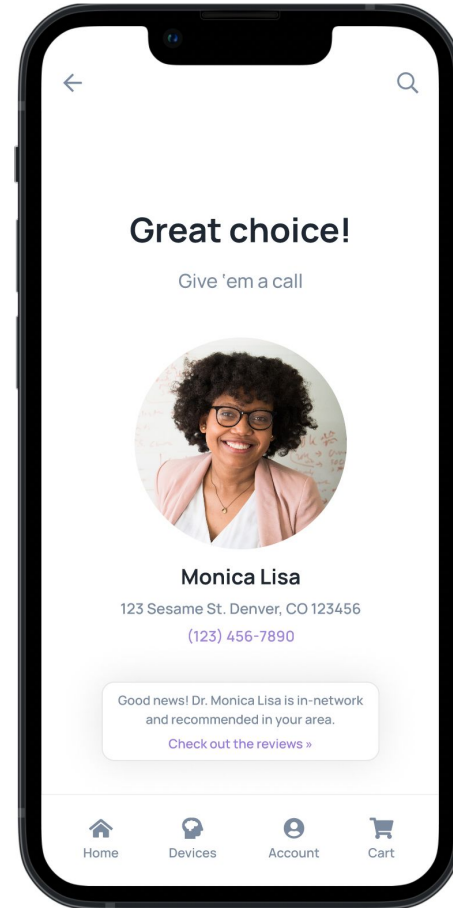 Great choice!
Give ‘em a call
Monica Lisa
123 Sesame St. Denver, CO 123456
(123) 456-7890
Good news! Dr. Monica Lisa is in-network
and recommended in your area.
Check out the reviews »
Home Devices Account Cart